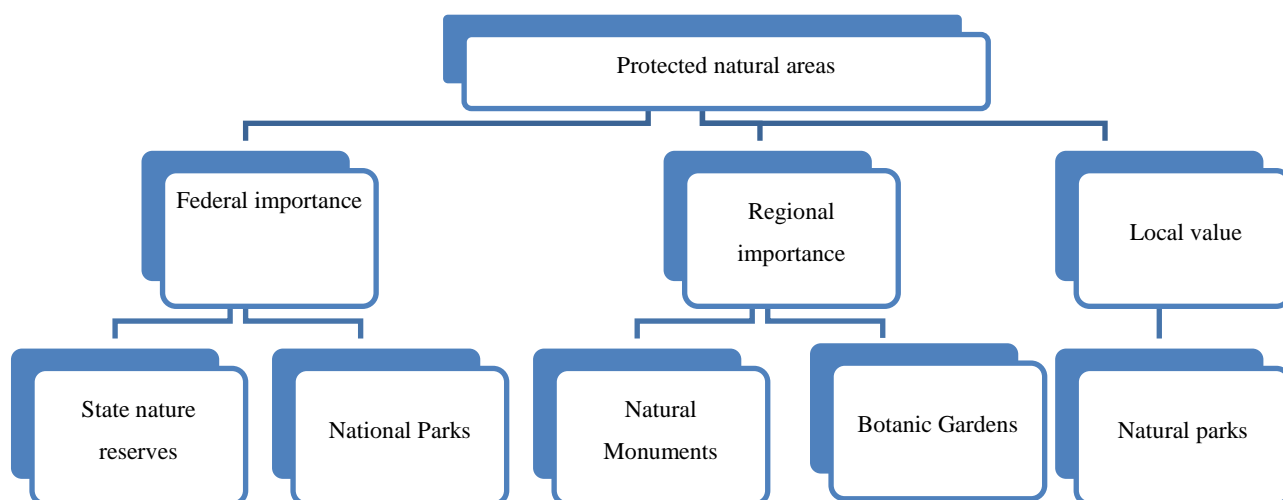 Protected natural areas
Federal importance
Regional
importance
Local value
State nature
reserves
National Parks
Natural
Monuments
Botanic Gardens
Natural parks